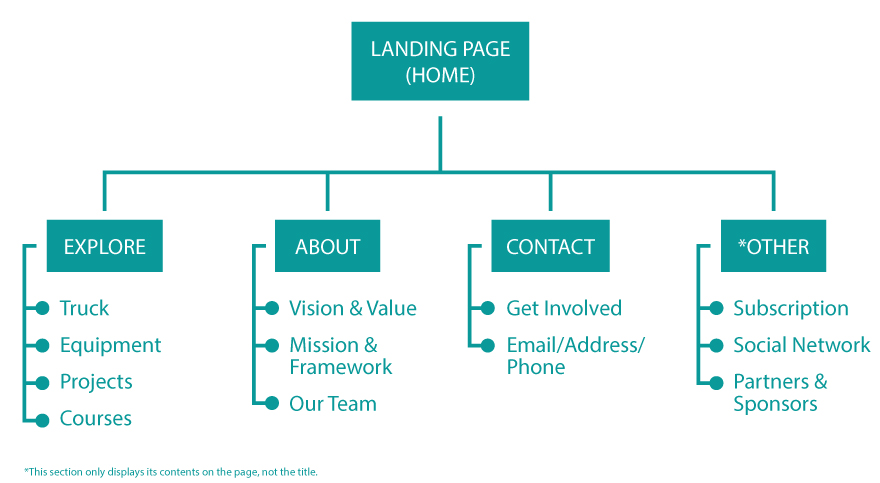 LANDING PAGE
(HOME)
EXPLORE
Truck
Equipment
Projects
Courses
ABOUT
Vision & Value
Mission &
Framework
Our Team
CONTACT
Get Involved
Email/Address/
Phone
*OTHER
Subscription
Social Network
Partners &
Sponsors
*This section only displays its contents on the page, not the title.